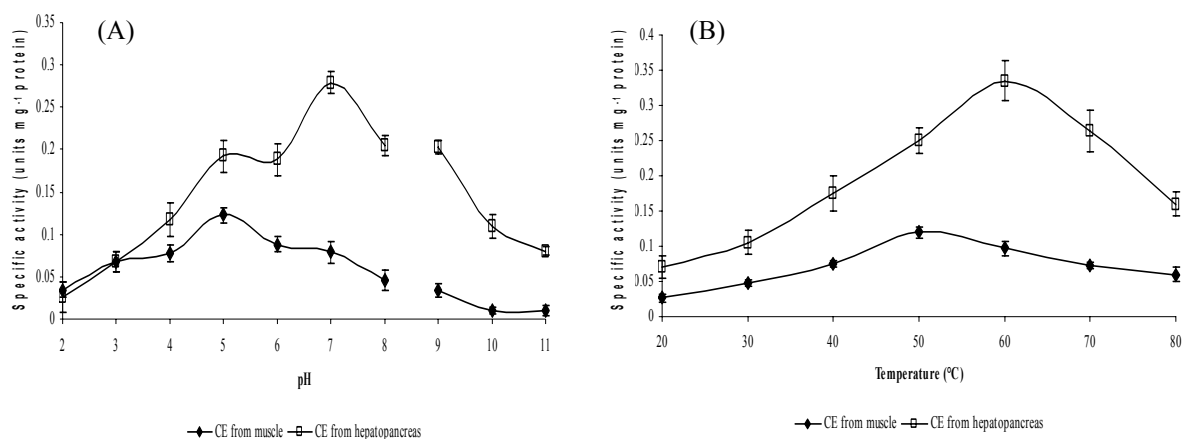 (A)
Specific activity (units mg⁻¹ protein)
0.35
0.3
0.25
0.2
0.15
0.1
0.05
0
2 3 4 5 6 7 8 9 10 11
pH
CE from muscle CE from hepatopancreas
(B)
Specific activity (units mg⁻¹ protein)
0.4
0.35
0.3
0.25
0.2
0.15
0.1
0.05
0
20 30 40 50 60 70 80
Temperature (°C)
CE from muscle CE from hepatopancreas